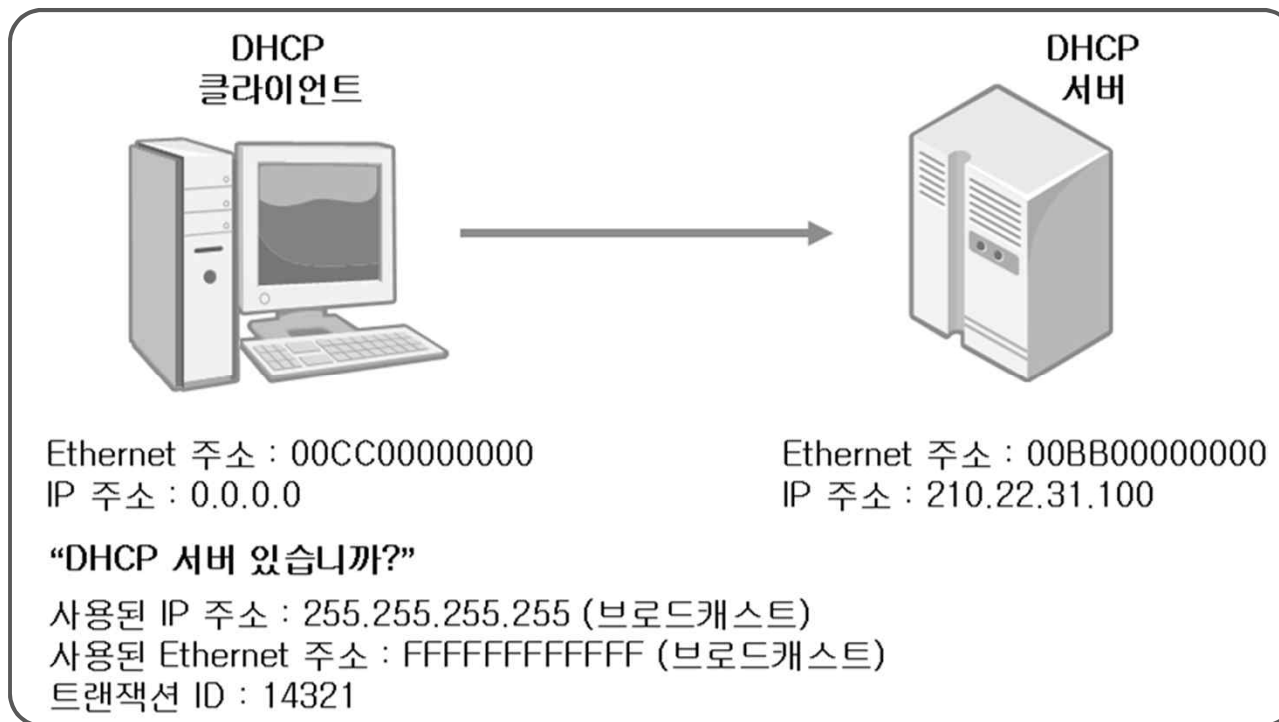 DHCP
클라이언트
DHCP
서버
Ethernet 주소 : 00CC00000000
IP 주소 : 0.0.0.0
Ethernet 주소 : 00BB00000000
IP 주소 : 210.22.31.100
“DHCP 서버 있습니까?”
사용된 IP 주소 : 255.255.255.255 (브로드캐스트)
사용된 Ethernet 주소 : FFFFFFFFFFFF (브로드캐스트)
트랜잭션 ID : 14321